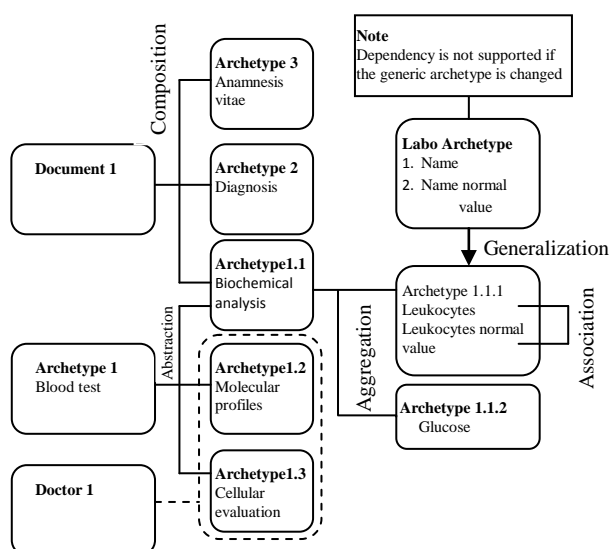 Note
Dependency is not supported if
the generic archetype is changed
Composition
Archetype 3
Anamnesis
vitae
Labo Archetype
1. Name
2. Name normal
value
Document 1
Archetype 2
Diagnosis
Generalization
Archetype1.1
Biochemical
analysis
Archetype 1.1.1
Leukocytes
Leukocytes normal
value
Association
Abstraction
Aggregation
Archetype 1
Blood test
Archetype1.2
Molecular
profiles
Archetype 1.1.2
Glucose
Doctor 1
Archetype1.3
Cellular
evaluation